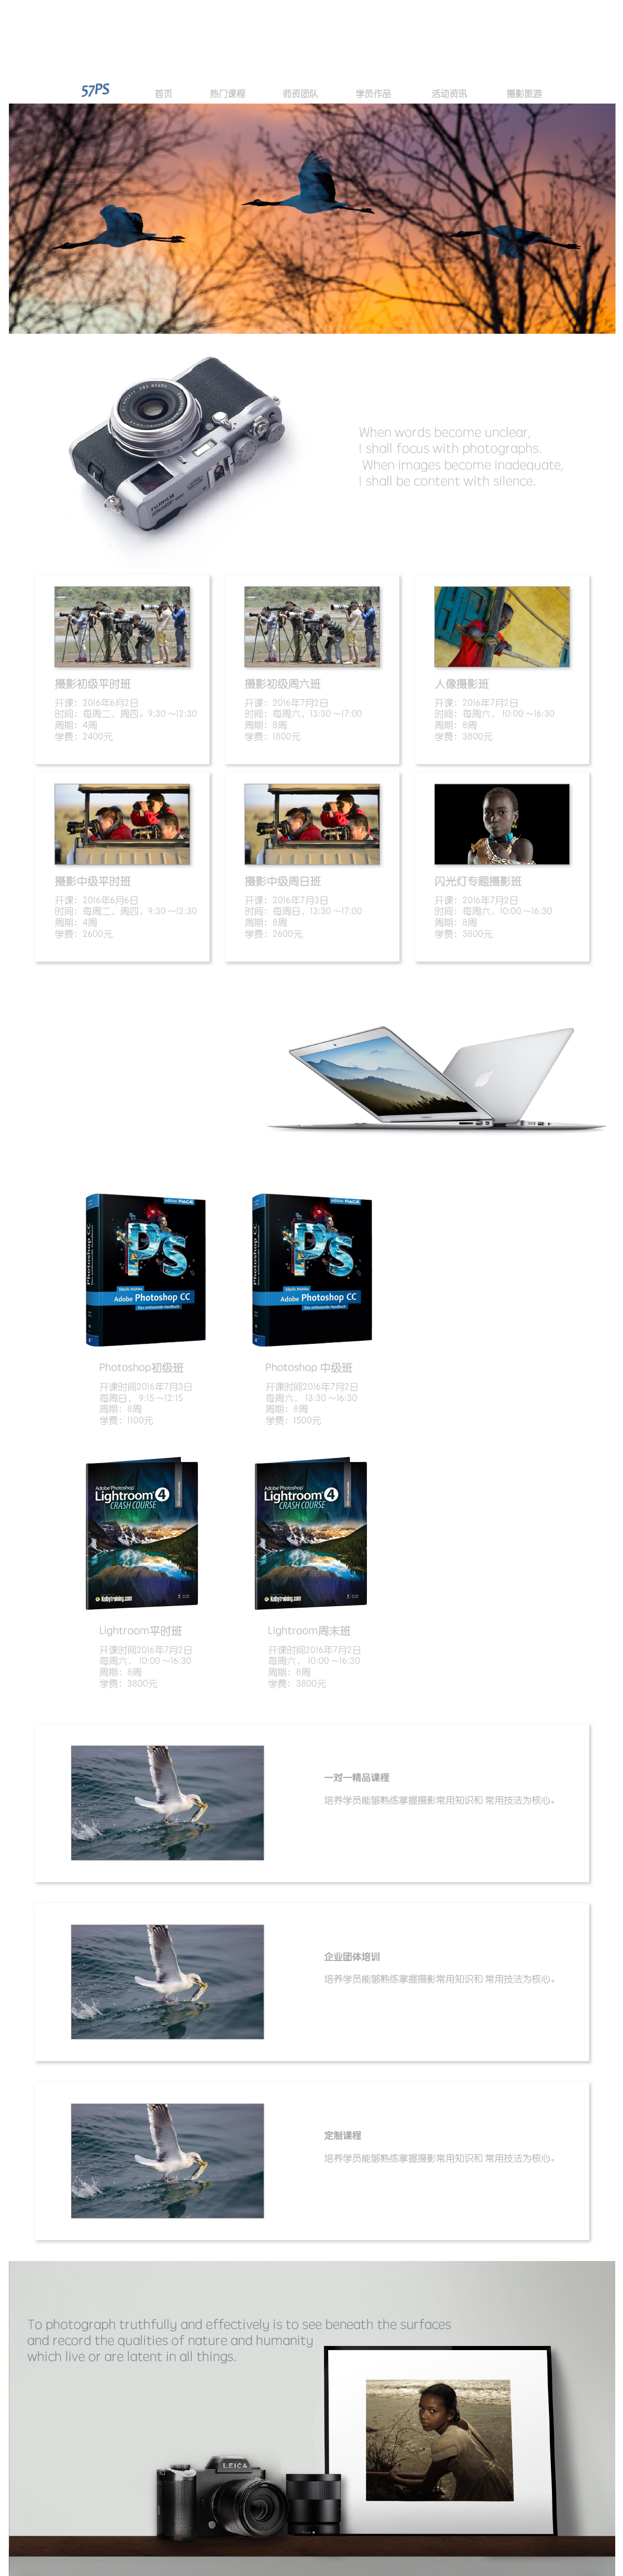 57PS
首页 热门课程 师资团队 学员作品 活动资讯 摄影旅游
When words become unclear,
I shall focus with photographs.
When images become inadequate,
I shall be content with silence.
摄影初级平时班
开课：2016年6月2日
时间：每周二、周四，9:30～12:30
周期：4周
学费：2400元
摄影初级周六班
开课：2016年7月2日
时间：每周六，13:30～17:00
周期：8周
学费：1800元
人像摄影班
开课：2016年7月2日
时间：每周六， 10:00～16:30
周期：8周
学费：3800元
摄影中级平时班
开课：2016年6月6日
时间：每周二、周四，9:30～12:30
周期：4周
学费：2600元
摄影中级周日班
开课：2016年7月3日
时间：每周日，13:30～17:00
周期：8周
学费：2600元
闪光灯专题摄影班
开课：2016年7月2日
时间：每周六，10:00～16:30
周期：8周
学费：3800元
Ps
Photoshop CC
Adobe Photoshop CC
Ps
Photoshop CC
Adobe Photoshop CC
Photoshop初级班
开课时间2016年7月3日
每周日， 9:15～12:15
周期：8周
学费：1100元
Photoshop 中级班
开课时间2016年7月2日
每周六， 13:30～16:30
周期：8周
学费：1500元
Adobe Photoshop
Lightroom 4
CRASH COURSE
Kelbytraining.com
Adobe Photoshop
Lightroom 4
CRASH COURSE
Kelbytraining.com
Lightroom平时班
开课时间2016年7月2日
每周六， 10:00～16:30
周期：8周
学费：3800元
Lightroom周末班
开课时间2016年7月2日
每周六， 10:00～16:30
周期：8周
学费：3800元
一对一精品课程
培养学员能够熟练掌握摄影常用知识和 常用技法为核心。
企业团体培训
培养学员能够熟练掌握摄影常用知识和 常用技法为核心。
定制课程
培养学员能够熟练掌握摄影常用知识和 常用技法为核心。
To photograph truthfully and effectively is to see beneath the surfaces
and record the qualities of nature and humanity
which live or are latent in all things.
LEICA